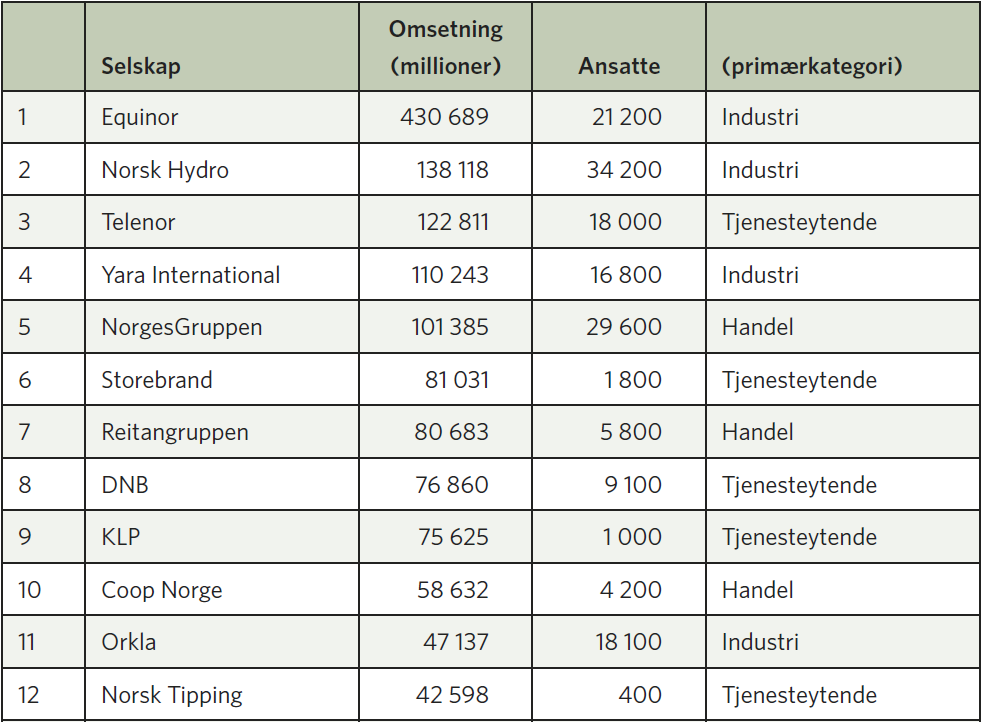 Selskap Omsetning (millioner) Ansatte (primærkategori)
1 Equinor 430 689 21 200 Industri
2 Norsk Hydro 138 118 34 200 Industri
3 Telenor 122 811 18 000 Tjenesteytende
4 Yara International 110 243 16 800 Industri
5 NorgesGruppen 101 385 29 600 Handel
6 Storebrand 81 031 1 800 Tjenesteytende
7 Reitangruppen 80 683 5 800 Handel
8 DNB 76 860 9 100 Tjenesteytende
9 KLP 75 625 1 000 Tjenesteytende
10 Coop Norge 58 632 4 200 Handel
11 Orkla 47 137 18 100 Industri
12 Norsk Tipping 42 598 400 Tjenesteytende